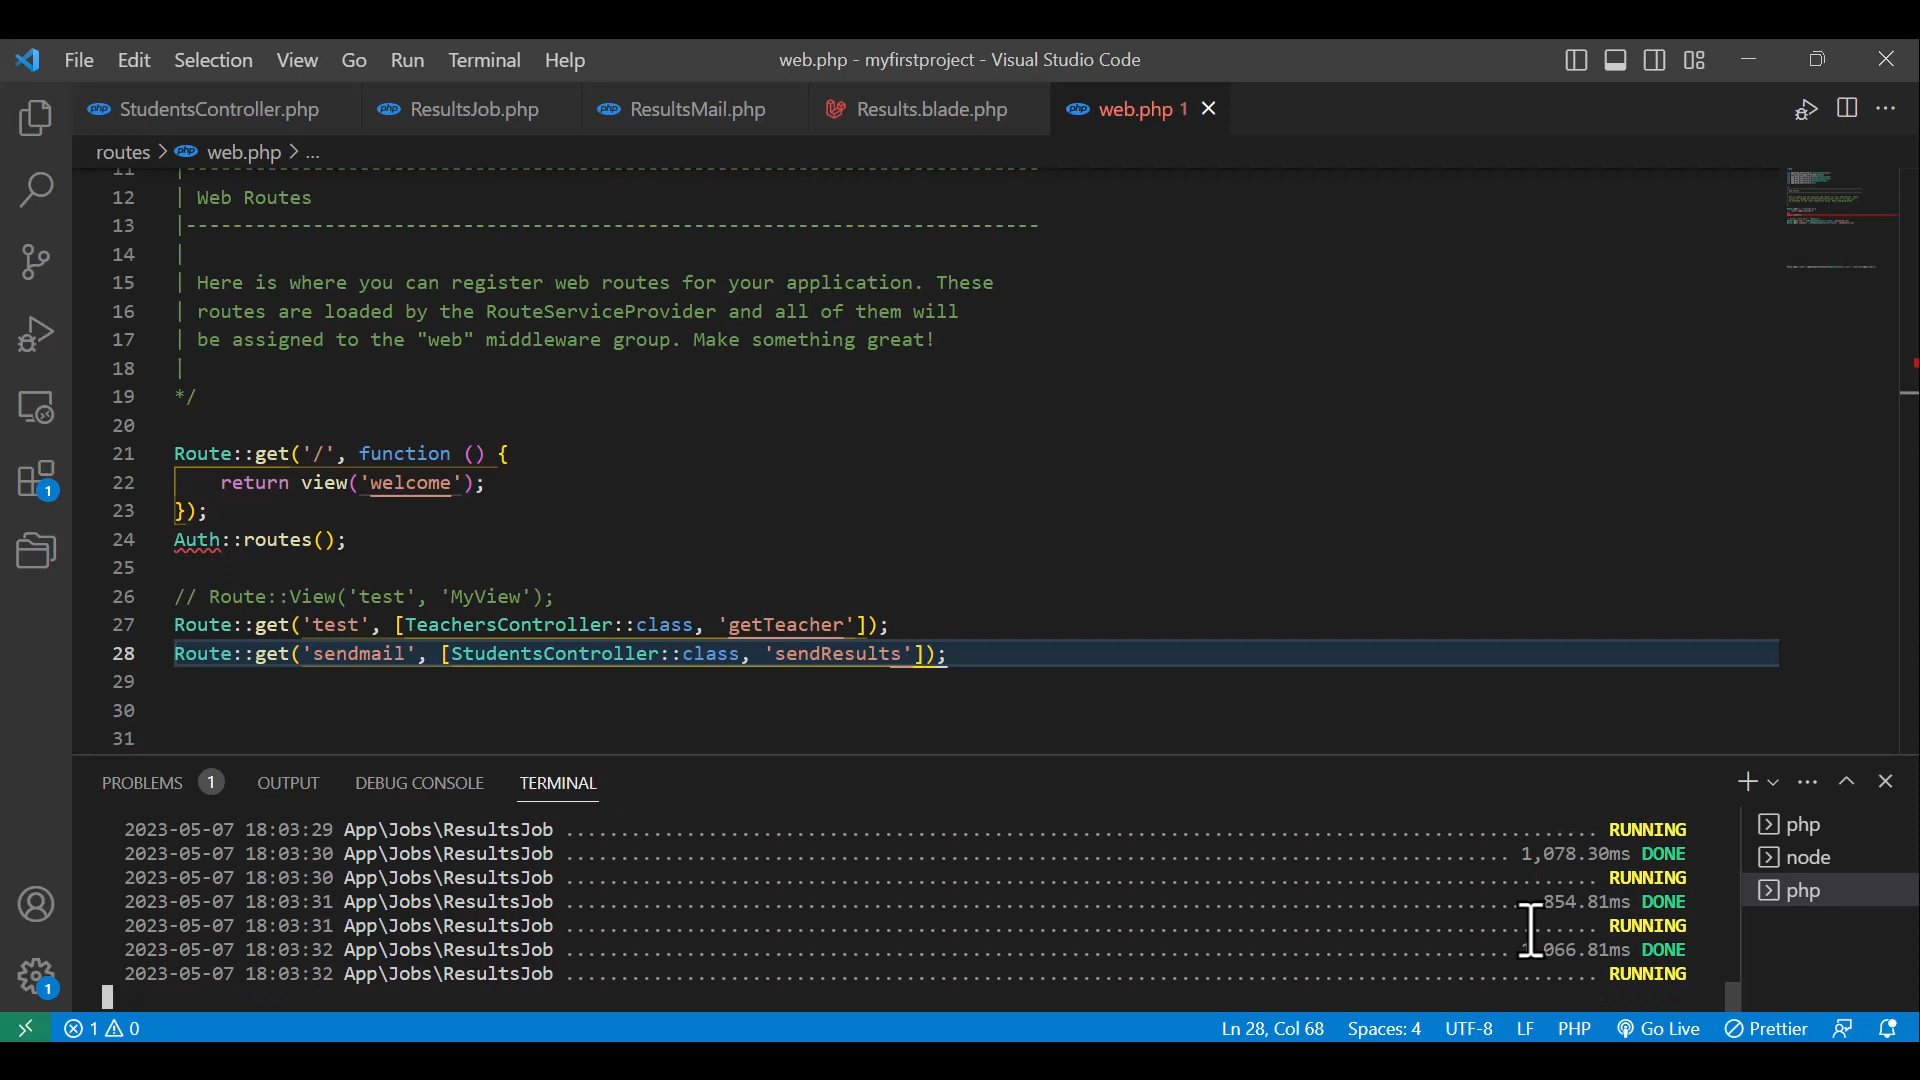 File Edit Selection View Go Run Terminal Help
web.php - myfirstproject - Visual Studio Code
StudentsController.php
ResultsJob.php
ResultsMail.php
Results.blade.php
web.php 1
routes > web.php > ...
11 |--------------------------------------------------------------------------
12 | Web Routes
13 |--------------------------------------------------------------------------
14 |
15 | Here is where you can register web routes for your application. These
16 | routes are loaded by the RouteServiceProvider and all of them will
17 | be assigned to the "web" middleware group. Make something great!
18 |
19 */
20
21 Route::get('/', function () {
22     return view('welcome');
23 });
24 Auth::routes();
25
26 // Route::View('test', 'MyView');
27 Route::get('test', [TeachersController::class, 'getTeacher']);
28 Route::get('sendmail', [StudentsController::class, 'sendResults']);
29
30
31
PROBLEMS 1 OUTPUT DEBUG CONSOLE TERMINAL
2023-05-07 18:03:29 App\Jobs\ResultsJob ........ RUNNING
2023-05-07 18:03:30 App\Jobs\ResultsJob ........ 1,078.30ms DONE
2023-05-07 18:03:30 App\Jobs\ResultsJob ........ RUNNING
2023-05-07 18:03:31 App\Jobs\ResultsJob ........ 854.81ms DONE
2023-05-07 18:03:31 App\Jobs\ResultsJob ........ RUNNING
2023-05-07 18:03:32 App\Jobs\ResultsJob ........ 066.81ms DONE
2023-05-07 18:03:32 App\Jobs\ResultsJob ........ RUNNING
php
node
php
1
1
1 0
Ln 28, Col 68 Spaces: 4 UTF-8 LF PHP Go Live Prettier